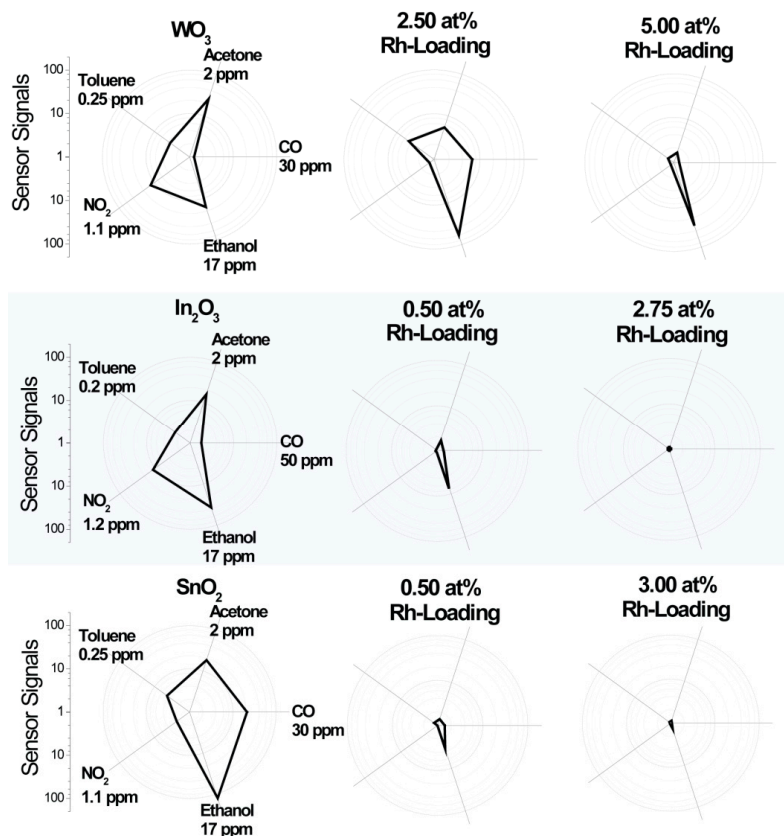 WO₃
2.50 at%
Rh-Loading
5.00 at%
Rh-Loading
Sensor Signals
100
10
1
10
100
Acetone
2 ppm
Toluene
0.25 ppm
CO
30 ppm
NO₂
1.1 ppm
Ethanol
17 ppm
In₂O₃
0.50 at%
Rh-Loading
2.75 at%
Rh-Loading
Sensor Signals
100
10
1
10
100
Acetone
2 ppm
Toluene
0.2 ppm
CO
50 ppm
NO₂
1.2 ppm
Ethanol
17 ppm
SnO₂
0.50 at%
Rh-Loading
3.00 at%
Rh-Loading
Sensor Signals
100
10
1
10
100
Acetone
2 ppm
Toluene
0.25 ppm
CO
30 ppm
NO₂
1.1 ppm
Ethanol
17 ppm